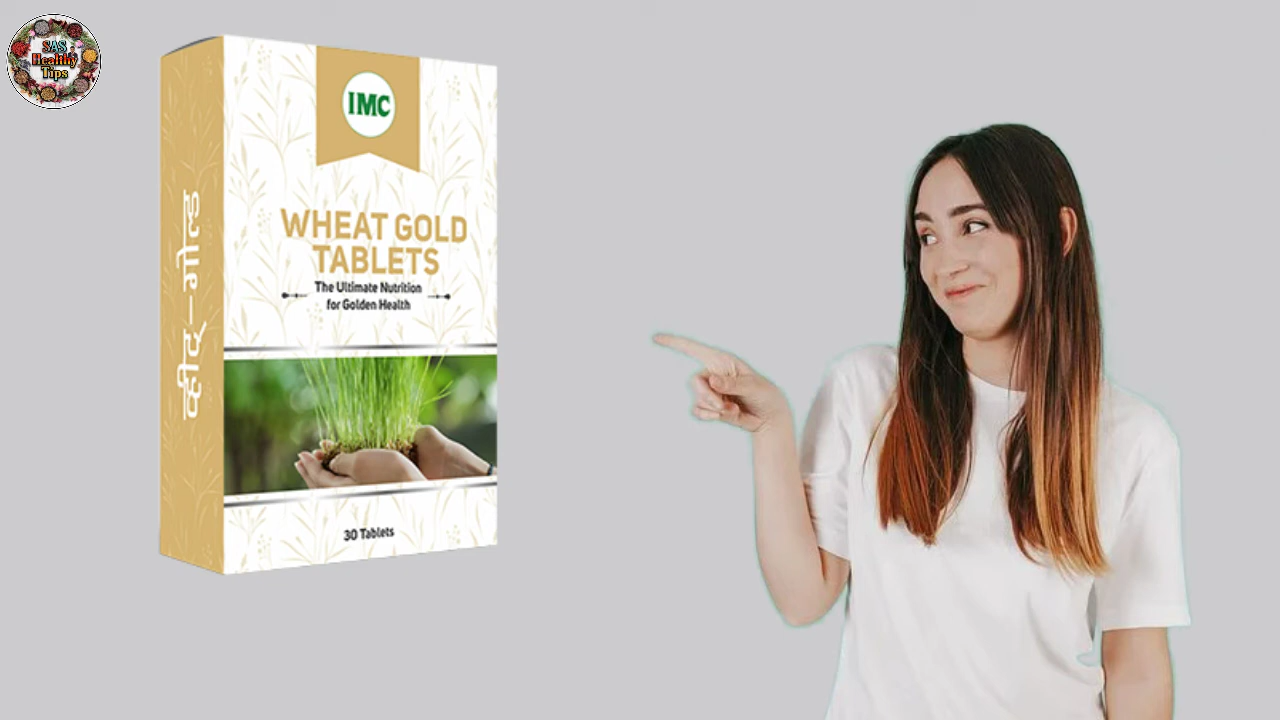 SAS
Healthy
Tips
IMC
WHEAT GOLD
TABLETS
The Ultimate Nutrition
for Golden Health
30 Tablets
व्हीट-गोल्ड